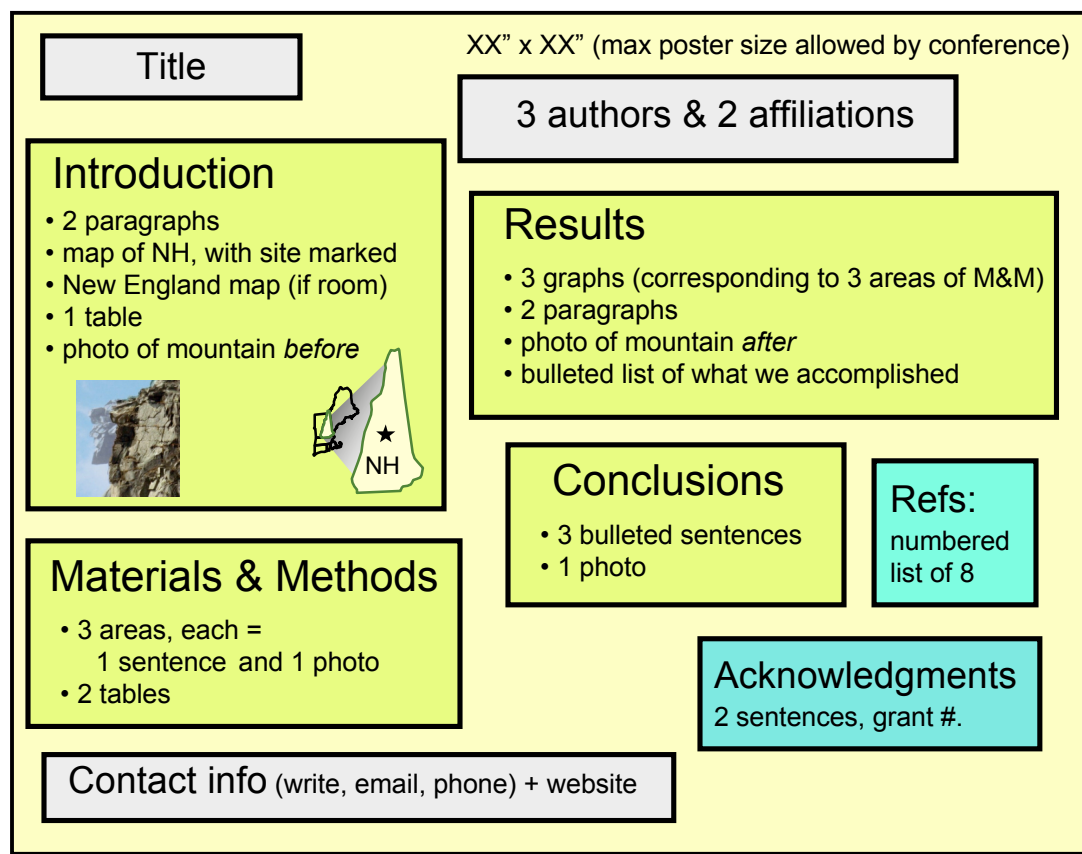 Title
XX” x XX” (max poster size allowed by conference)
3 authors & 2 affiliations
Introduction
• 2 paragraphs
• map of NH, with site marked
• New England map (if room)
• 1 table
• photo of mountain before
NH
Materials & Methods
• 3 areas, each =
1 sentence and 1 photo
• 2 tables
Results
• 3 graphs (corresponding to 3 areas of M&M)
• 2 paragraphs
• photo of mountain after
• bulleted list of what we accomplished
Conclusions
• 3 bulleted sentences
• 1 photo
Refs:
numbered
list of 8
Acknowledgments
2 sentences, grant #.
Contact info (write, email, phone) + website